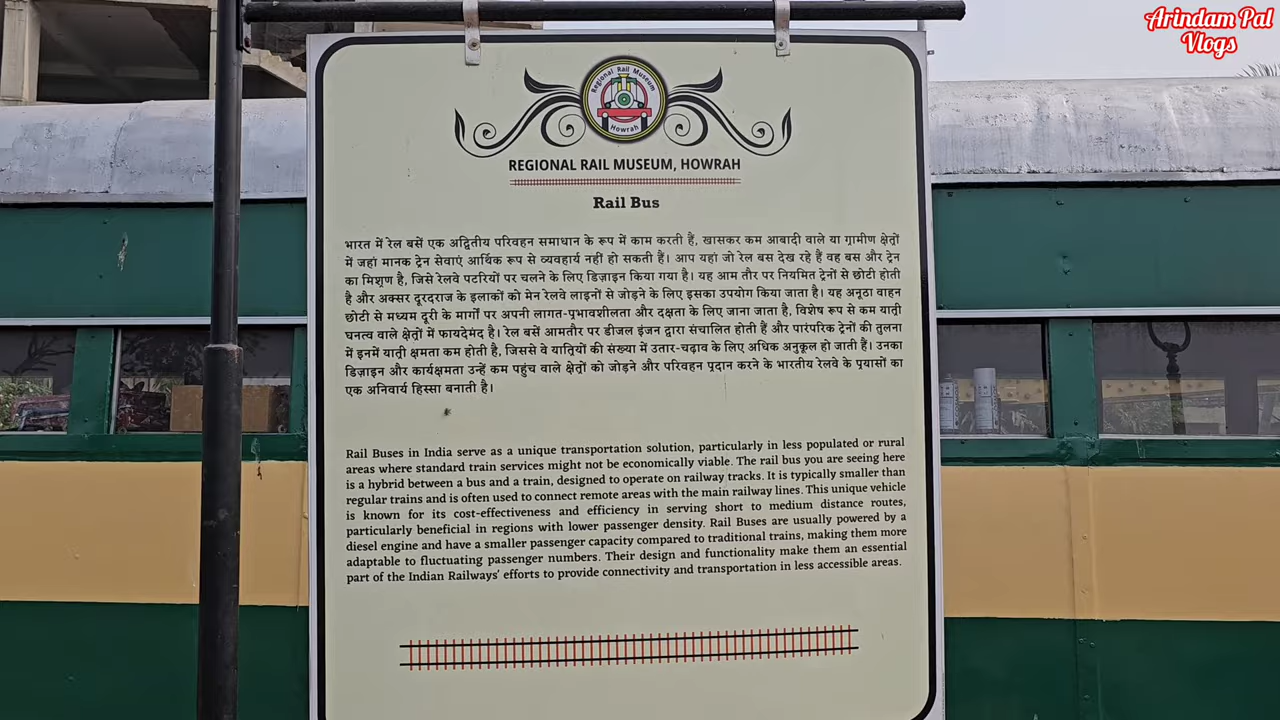 Arindam Pal
Vlogs
Regional Rail Museum
Howrah
REGIONAL RAIL MUSEUM, HOWRAH
Rail Bus
भारत में रेल बसें एक अद्वितीय परिवहन समाधान के रूप में काम करती हैं, खासकर कम आबादी वाले या ग्रामीण क्षेत्रों
में जहां मानक ट्रेन सेवाएं आर्थिक रूप से व्यवहार्य नहीं हो सकती हैं। आप यहां जो रेल बस देख रहे हैं वह बस और ट्रेन
का मिश्रण है, जिसे रेलवे पटरियों पर चलने के लिए डिज़ाइन किया गया है। यह आम तौर पर नियमित ट्रेनों से छोटी होती
है और अक्सर दूरदराज के इलाकों को मेन रेलवे लाइनों से जोड़ने के लिए इसका उपयोग किया जाता है। यह अनूठा वाहन
छोटी से मध्यम दूरी के मार्गों पर अपनी लागत-प्रभावशीलता और दक्षता के लिए जाना जाता है, विशेष रूप से कम यात्री
घनत्व वाले क्षेत्रों में फायदेमंद है। रेल बसें आमतौर पर डीजल इंजन द्वारा संचालित होती हैं और पारंपरिक ट्रेनों की तुलना
में इनमें यात्री क्षमता कम होती है, जिससे वे यात्रियों की संख्या में उतार-चढ़ाव के लिए अधिक अनुकूल हो जाती हैं। उनका
डिज़ाइन और कार्यक्षमता उन्हें कम पहुंच वाले क्षेत्रों को जोड़ने और परिवहन प्रदान करने के भारतीय रेलवे के प्रयासों का
एक अनिवार्य हिस्सा बनाती है।
Rail Buses in India serve as a unique transportation solution, particularly in less populated or rural
areas where standard train services might not be economically viable. The rail bus you are seeing here
is a hybrid between a bus and a train, designed to operate on railway tracks. It is typically smaller than
regular trains and is often used to connect remote areas with the main railway lines. This unique vehicle
is known for its cost-effectiveness and efficiency in serving short to medium distance routes,
particularly beneficial in regions with lower passenger density. Rail Buses are usually powered by a
diesel engine and have a smaller passenger capacity compared to traditional trains, making them more
adaptable to fluctuating passenger numbers. Their design and functionality make them an essential
part of the Indian Railways' efforts to provide connectivity and transportation in less accessible areas.